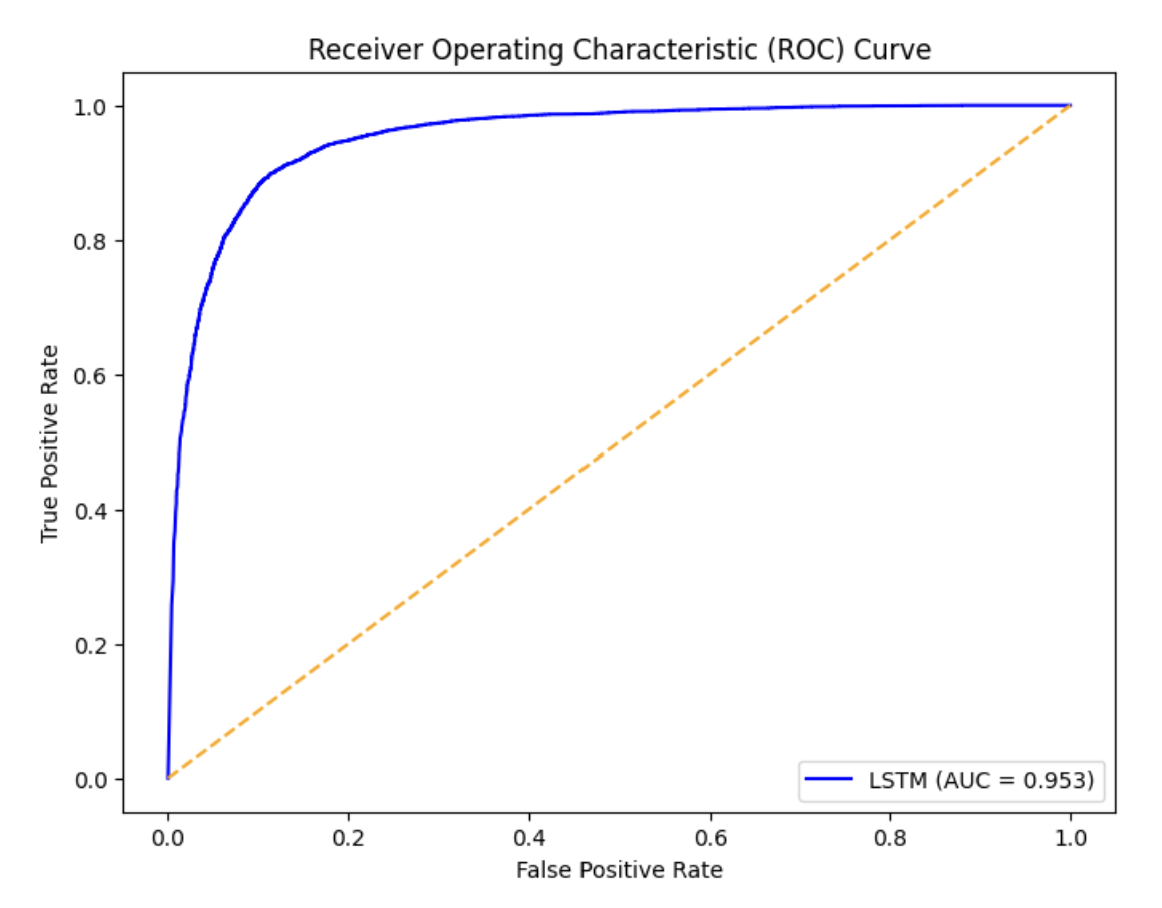 Receiver Operating Characteristic (ROC) Curve
True Positive Rate
1.0
0.8
0.6
0.4
0.2
0.0
LSTM (AUC = 0.953)
0.0 0.2 0.4 0.6 0.8 1.0
False Positive Rate